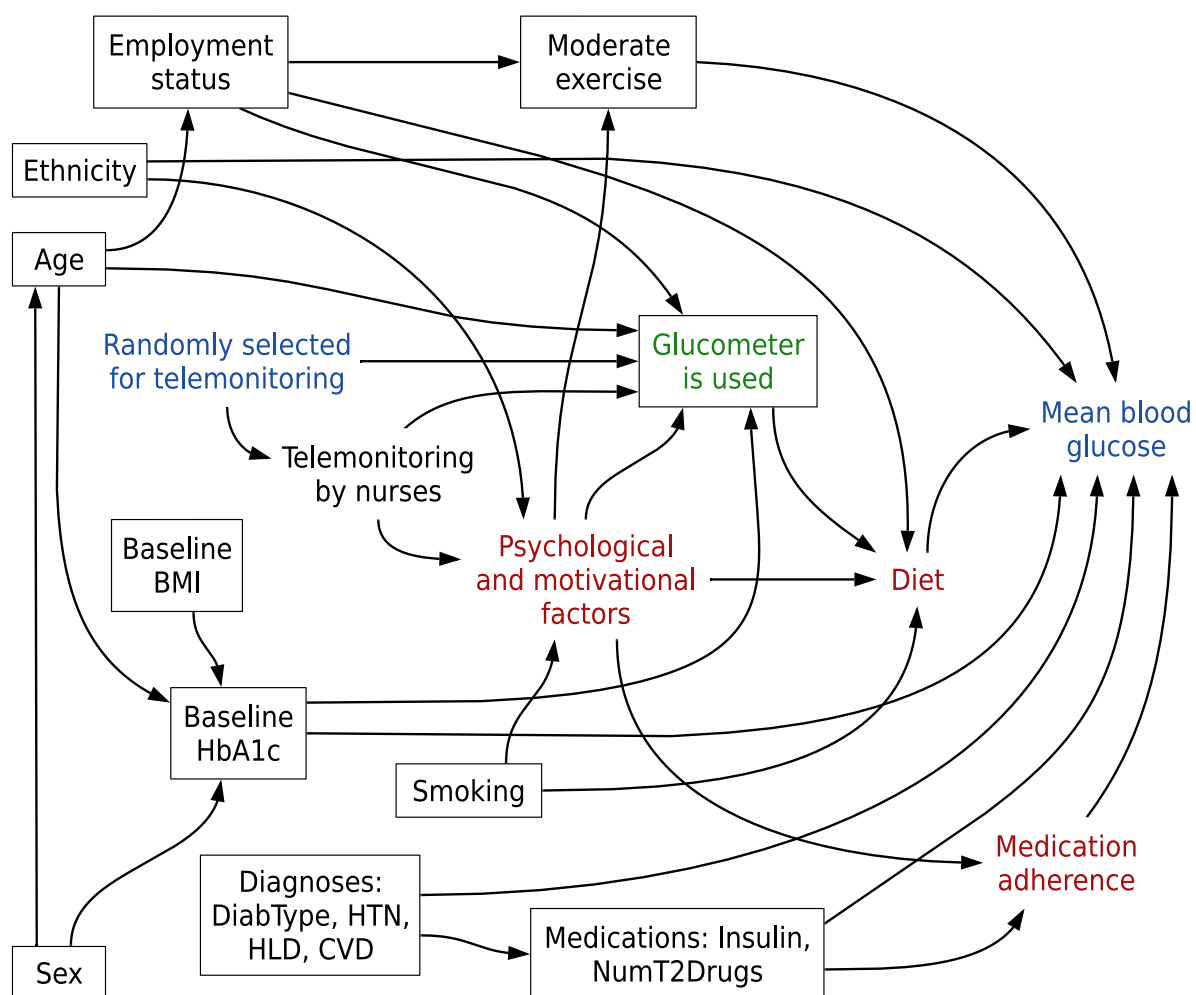 Employment
status
Moderate
exercise
Ethnicity
Age
Randomly selected
for telemonitoring
Glucometer
is used
Mean blood
glucose
Telemonitoring
by nurses
Baseline
BMI
Psychological
and motivational
factors
Diet
Baseline
HbA1c
Smoking
Medication
adherence
Diagnoses:
DiabType, HTN,
HLD, CVD
Medications: Insulin,
NumT2Drugs
Sex